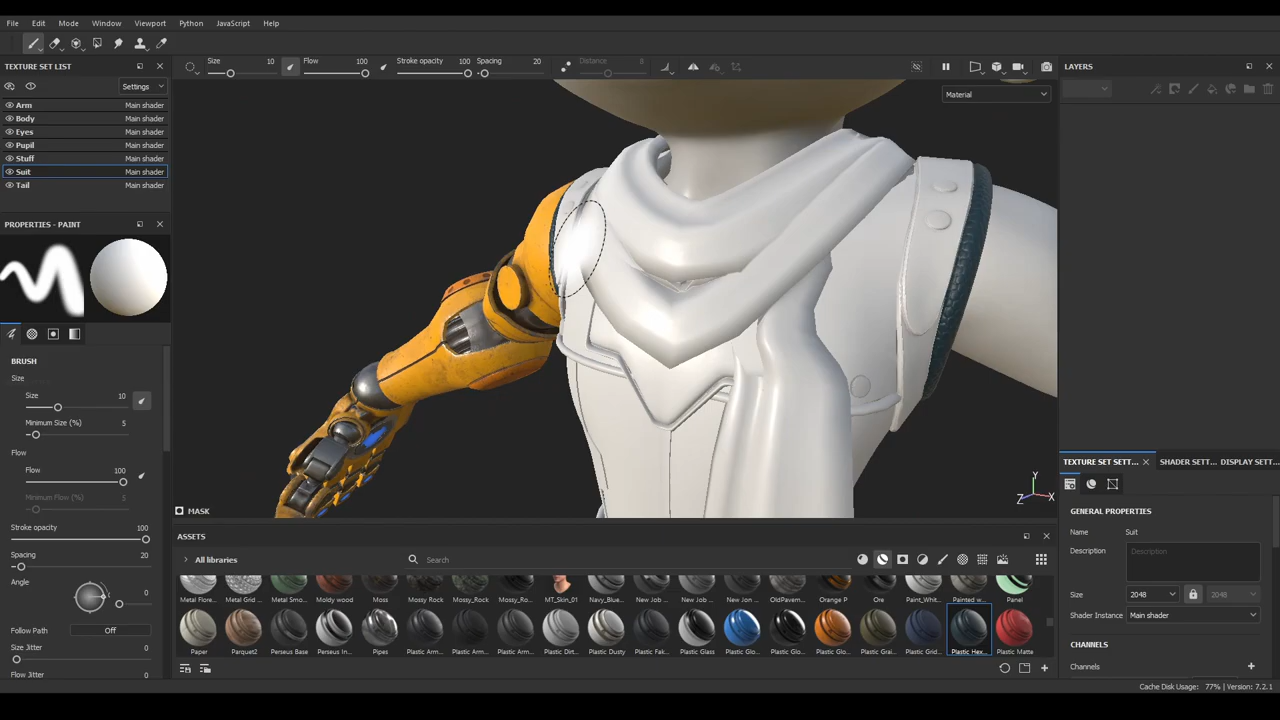 File Edit Mode Window Viewport Python JavaScript Help
Size 10 Flow 100 Stroke opacity 100 Spacing 20 Distance 8
TEXTURE SET LIST
Settings
Arm Main shader
Body Main shader
Eyes Main shader
Pupil Main shader
Stuff Main shader
Suit Main shader
Tail Main shader
PROPERTIES - PAINT
BRUSH
Size
Size 10
Minimum Size (%) 5
Flow
Flow 100
Minimum Flow (%) 5
Stroke opacity 100
Spacing 20
Angle 0
Follow Path Off
Size Jitter 0
Flow Jitter 0
Material
Y
Z X
MASK
ASSETS
All libraries Search
Metal Flore... Metal Grid ... Metal Smo... Moldy wood Moss Mossy_Roc... Mossy_Roc... Mossy_Ro... MT_Skin_01 Navy_Blue... New Job ... New Job ... New Jon ... New Job ... Orange P Ore Paint_Whit... Painted w... Panel
Paper Parquet2 Perseus Base Perseus In... Pipes Plastic Arm... Plastic Arm... Plastic Arm... Plastic Dirt... Plastic Dusty Plastic Fak... Plastic Glass Plastic Glo... Plastic Glo... Plastic Glo... Plastic Grai... Plastic Grid... Plastic Hex... Plastic Matte
LAYERS
TEXTURE SET SETT... SHADER SETT... DISPLAY SETT...
GENERAL PROPERTIES
Name Suit
Description Description
Size 2048 2048
Shader Instance Main shader
CHANNELS
Channels
Cache Disk Usage: 77% | Version: 7.2.1